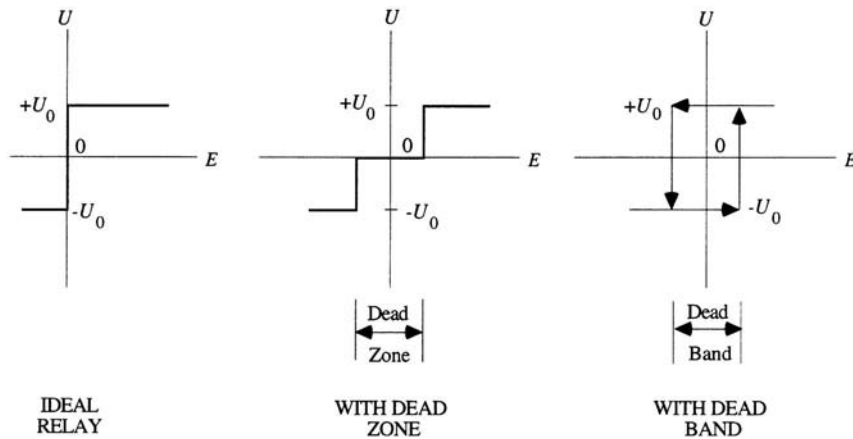 U
U
U
+U0
+U0
+U0
0
0
0
E
E
E
-U0
-U0
-U0
Dead
Zone
Dead
Band
IDEAL
RELAY
WITH DEAD
ZONE
WITH DEAD
BAND